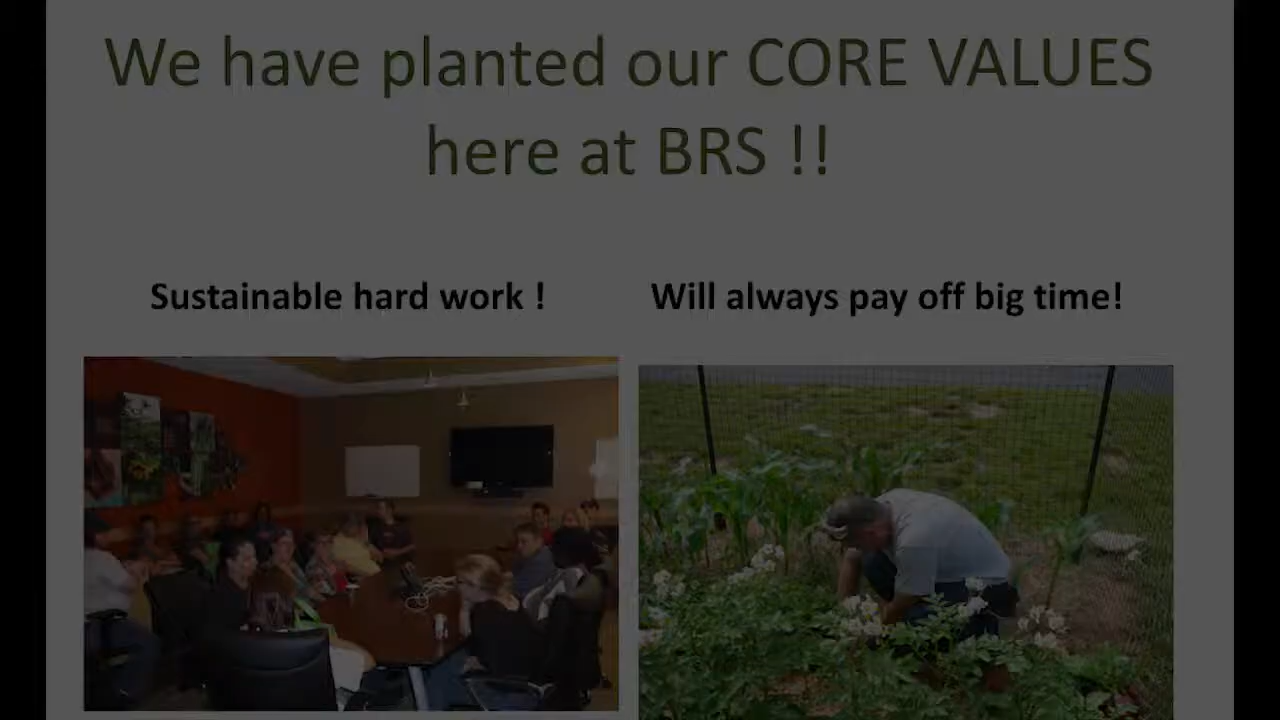 We have planted our CORE VALUES
here at BRS !!
Sustainable hard work !
Will always pay off big time!